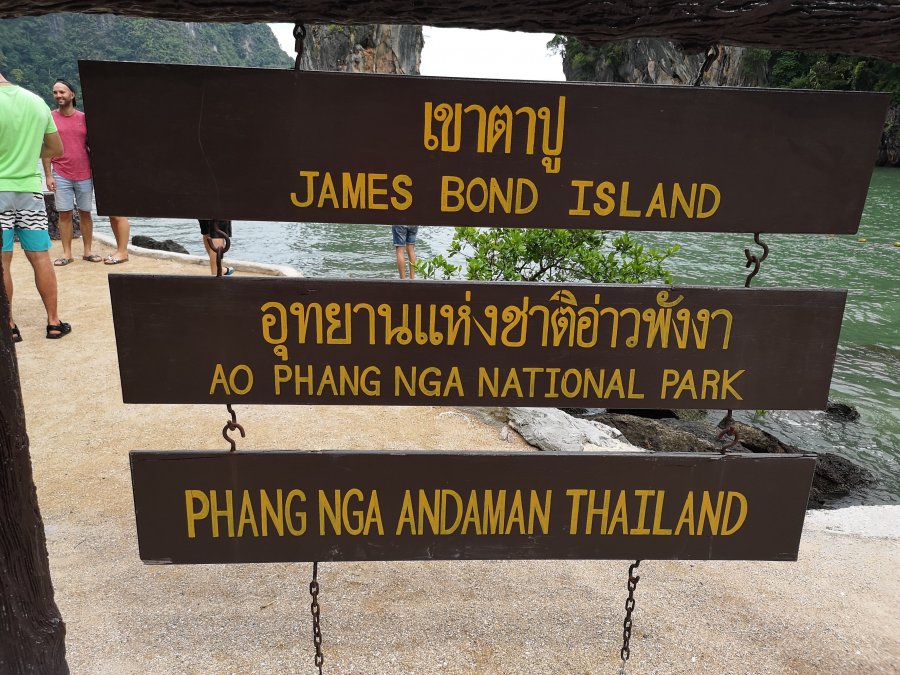 เขาตาปู
JAMES BOND ISLAND
อุทยานแห่งชาติอ่าวพังงา
AO PHANG NGA NATIONAL PARK
PHANG NGA ANDAMAN THAILAND